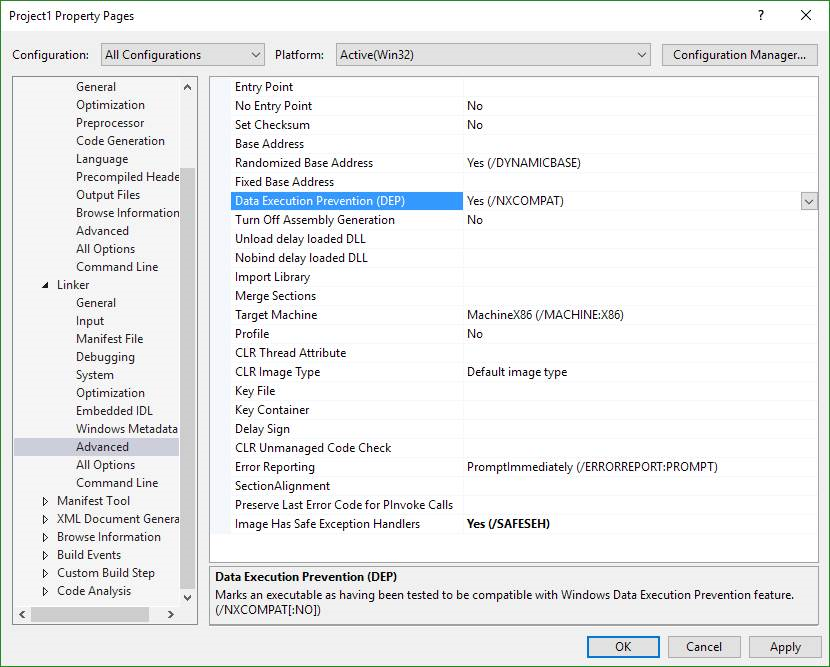 Project1 Property Pages
?
Configuration: All Configurations Platform: Active(Win32) Configuration Manager...
General
Optimization
Preprocessor
Code Generation
Language
Precompiled Heade
Output Files
Browse Information
Advanced
All Options
Command Line
Linker
General
Input
Manifest File
Debugging
System
Optimization
Embedded IDL
Windows Metadata
Advanced
All Options
Command Line
Manifest Tool
XML Document Genera
Browse Information
Build Events
Custom Build Step
Code Analysis
Entry Point
No Entry Point No
Set Checksum No
Base Address
Randomized Base Address Yes (/DYNAMICBASE)
Fixed Base Address
Data Execution Prevention (DEP) Yes (/NXCOMPAT)
Turn Off Assembly Generation No
Unload delay loaded DLL
Nobind delay loaded DLL
Import Library
Merge Sections
Target Machine MachineX86 (/MACHINE:X86)
Profile No
CLR Thread Attribute
CLR Image Type Default image type
Key File
Key Container
Delay Sign
CLR Unmanaged Code Check
Error Reporting PromptImmediately (/ERRORREPORT:PROMPT)
SectionAlignment
Preserve Last Error Code for PInvoke Calls
Image Has Safe Exception Handlers Yes (/SAFESEH)
Data Execution Prevention (DEP)
Marks an executable as having been tested to be compatible with Windows Data Execution Prevention feature.
(/NXCOMPAT[:NO])
OK Cancel Apply